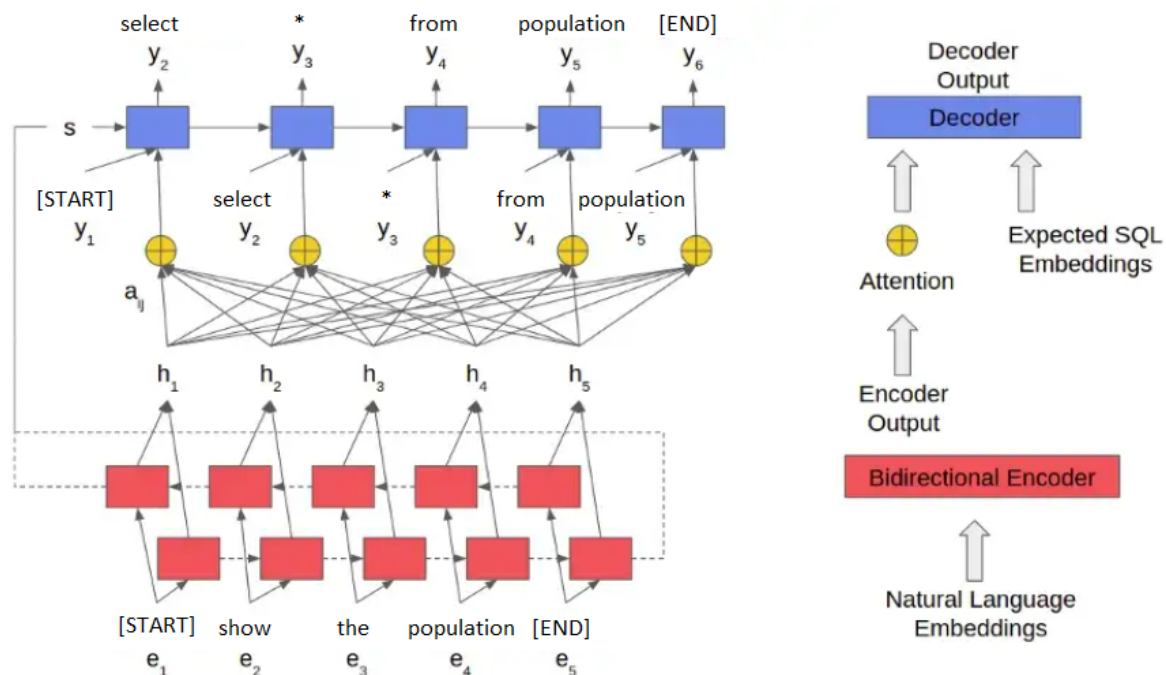 select * from population [END]
y2 y3 y4 y5 y6
s
[START] select * from population
y1 y2 y3 y4 y5
aij
h1 h2 h3 h4 h5
[START] show the population [END]
e1 e2 e3 e4 e5
Decoder
Output
Decoder
Attention
Expected SQL
Embeddings
Encoder
Output
Bidirectional Encoder
Natural Language
Embeddings